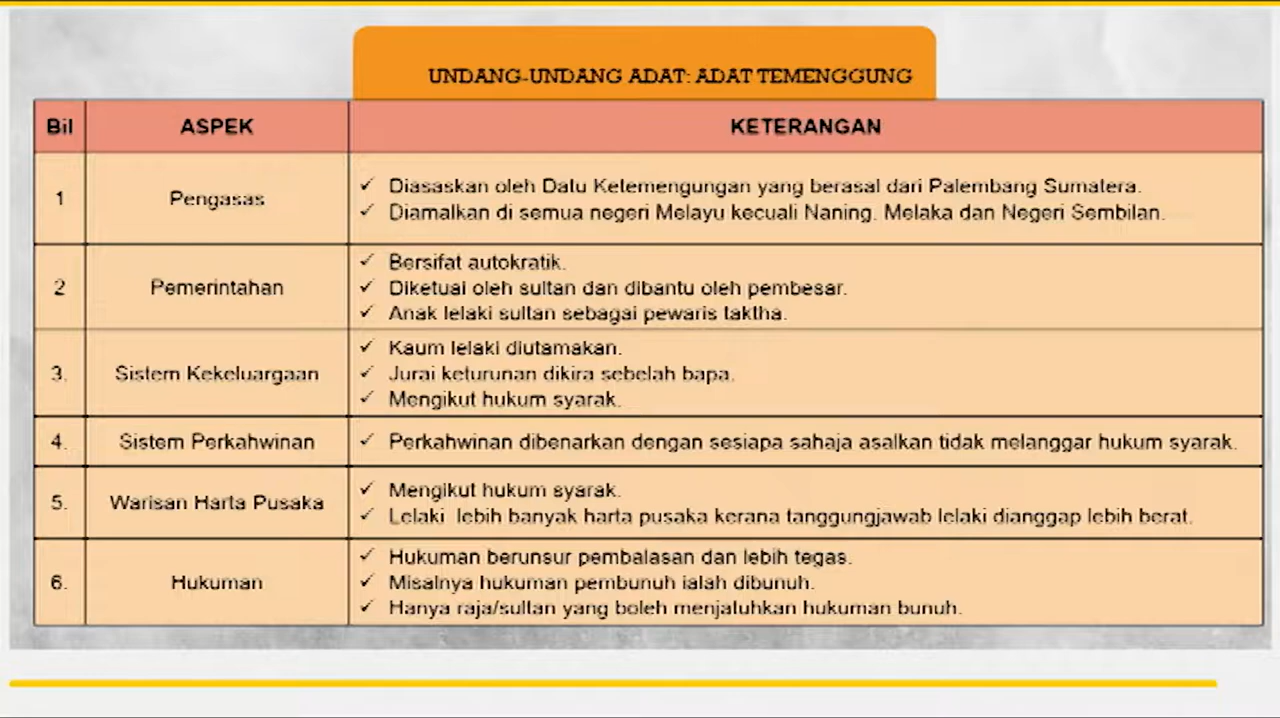 UNDANG-UNDANG ADAT: ADAT TEMENGGUNG
Bil ASPEK KETERANGAN
1 Pengasas
✓ Diasaskan oleh Datu Ketemengungan yang berasal dari Palembang Sumatera.
✓ Diamalkan di semua negeri Melayu kecuali Naning. Melaka dan Negeri Sembilan.
2 Pemerintahan
✓ Bersifat autokratik.
✓ Diketuai oleh sultan dan dibantu oleh pembesar.
✓ Anak lelaki sultan sebagai pewaris taktha.
3. Sistem Kekeluargaan
✓ Kaum lelaki diutamakan.
✓ Jurai keturunan dikira sebelah bapa.
✓ Mengikut hukum syarak.
4. Sistem Perkahwinan
✓ Perkahwinan dibenarkan dengan sesiapa sahaja asalkan tidak melanggar hukum syarak.
5. Warisan Harta Pusaka
✓ Mengikut hukum syarak.
✓ Lelaki lebih banyak harta pusaka kerana tanggungjawab lelaki dianggap lebih berat.
6. Hukuman
✓ Hukuman berunsur pembalasan dan lebih tegas.
✓ Misalnya hukuman pembunuh ialah dibunuh.
✓ Hanya raja/sultan yang boleh menjatuhkan hukuman bunuh.